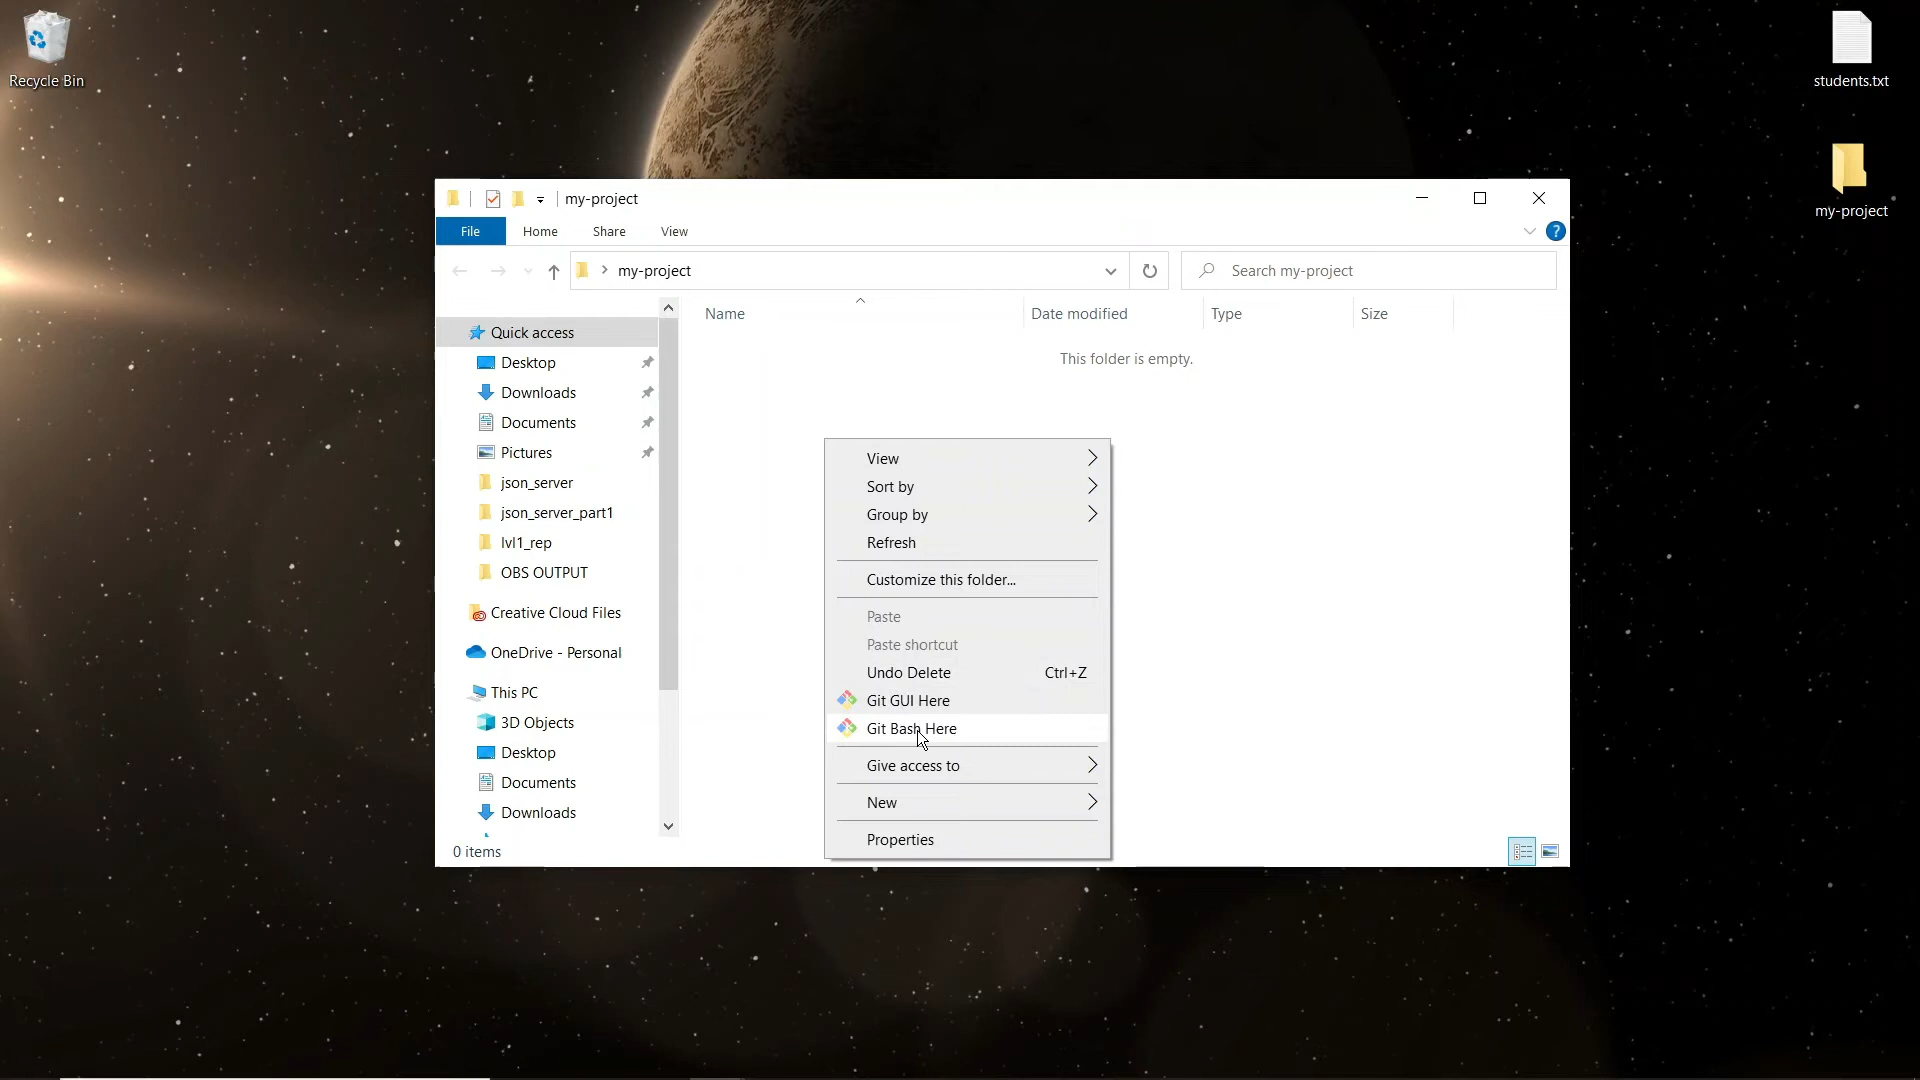 Recycle Bin
students.txt
my-project
my-project
File
Home
Share
View
?
my-project
Search my-project
Name
Date modified
Type
Size
This folder is empty.
Quick access
Desktop
Downloads
Documents
Pictures
json_server
json_server_part1
lvl1_rep
OBS OUTPUT
Creative Cloud Files
OneDrive - Personal
This PC
3D Objects
Desktop
Documents
Downloads
0 items
View
Sort by
Group by
Refresh
Customize this folder...
Paste
Paste shortcut
Undo Delete Ctrl+Z
Git GUI Here
Git Bash Here
Give access to
New
Properties